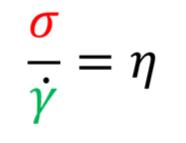 σ/γ̇ = η